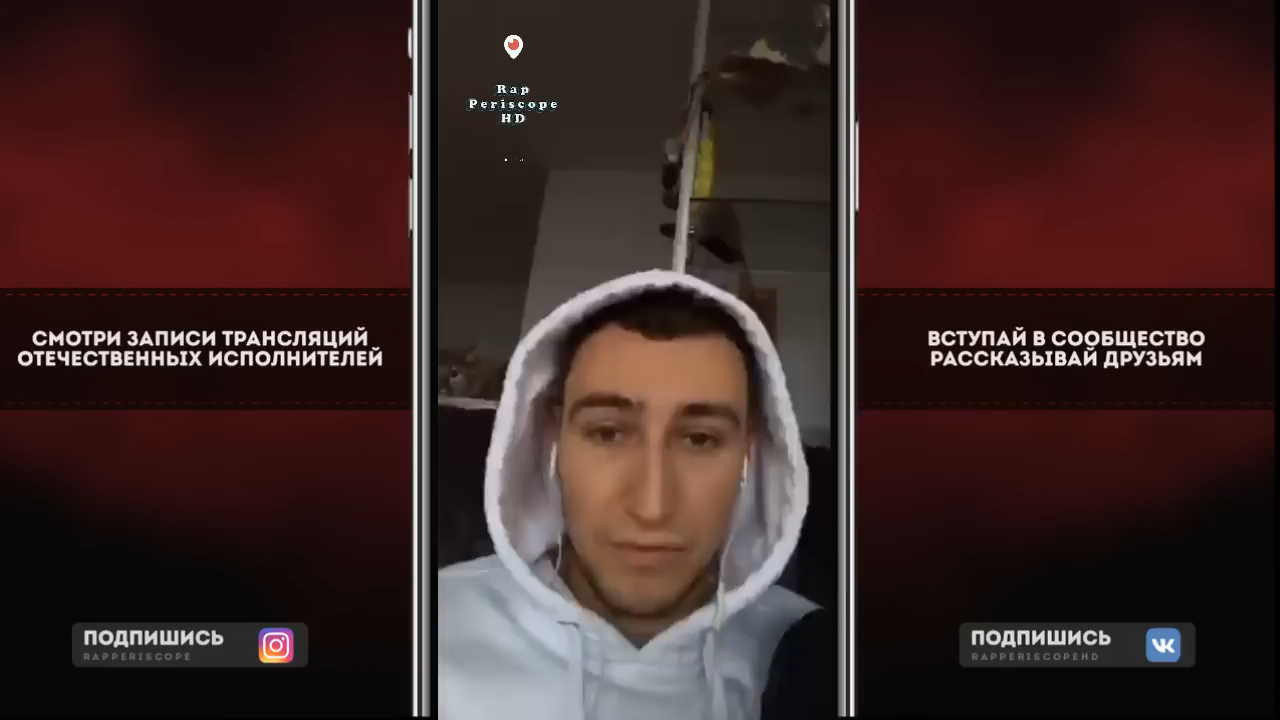 Rap
Periscope
HD
СМОТРИ ЗАПИСИ ТРАНСЛЯЦИЙ
ОТЕЧЕСТВЕННЫХ ИСПОЛНИТЕЛЕЙ
ВСТУПАЙ В СООБЩЕСТВО
РАССКАЗЫВАЙ ДРУЗЬЯМ
ПОДПИШИСЬ
RAPPERISCOPE
ПОДПИШИСЬ
RAPPERISCOPEHD